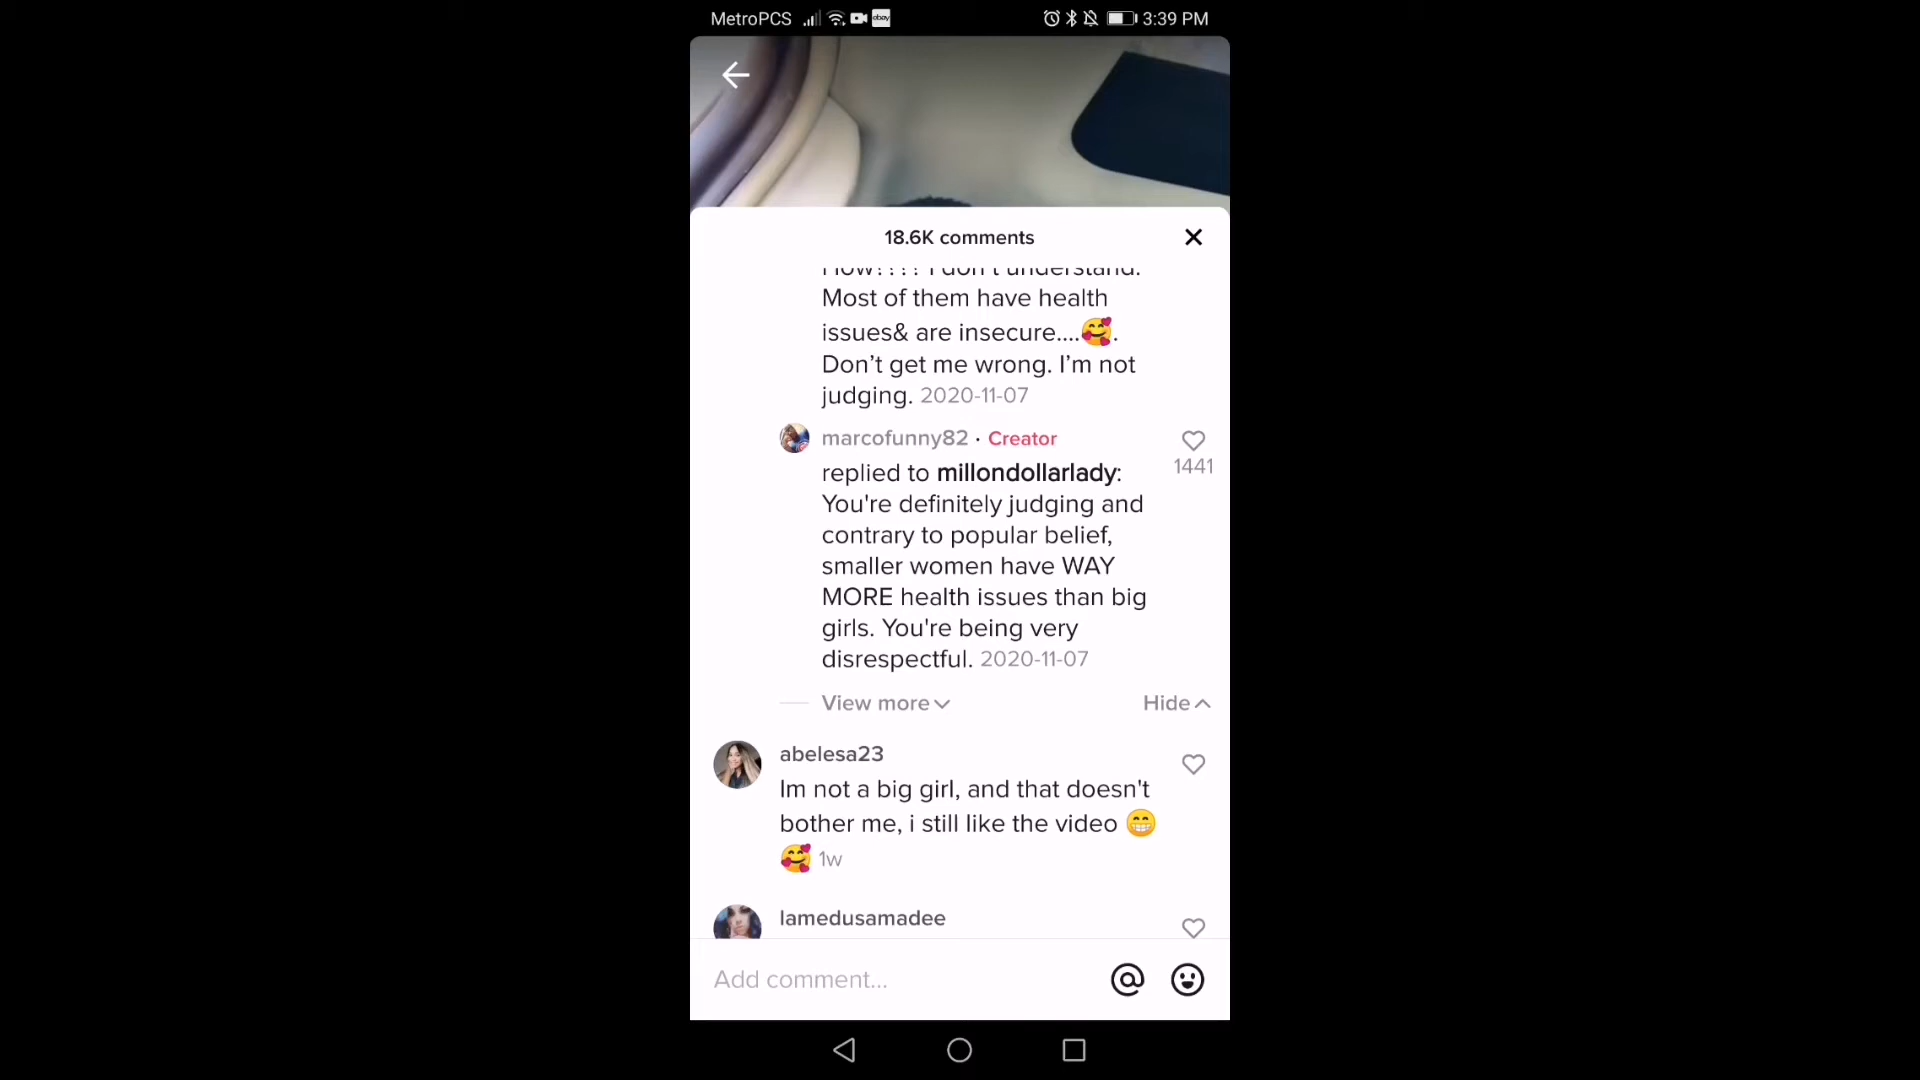 MetroPCS
ebay
3:39 PM
18.6K comments
How???? I don't understand.
Most of them have health
issues& are insecure....🥰.
Don’t get me wrong. I’m not
judging. 2020-11-07
marcofunny82 · Creator
1441
replied to millondollarlady:
You're definitely judging and
contrary to popular belief,
smaller women have WAY
MORE health issues than big
girls. You're being very
disrespectful. 2020-11-07
View more
Hide
abelesa23
Im not a big girl, and that doesn't
bother me, i still like the video 😁
🥰 1w
lamedusamadee
Add comment...